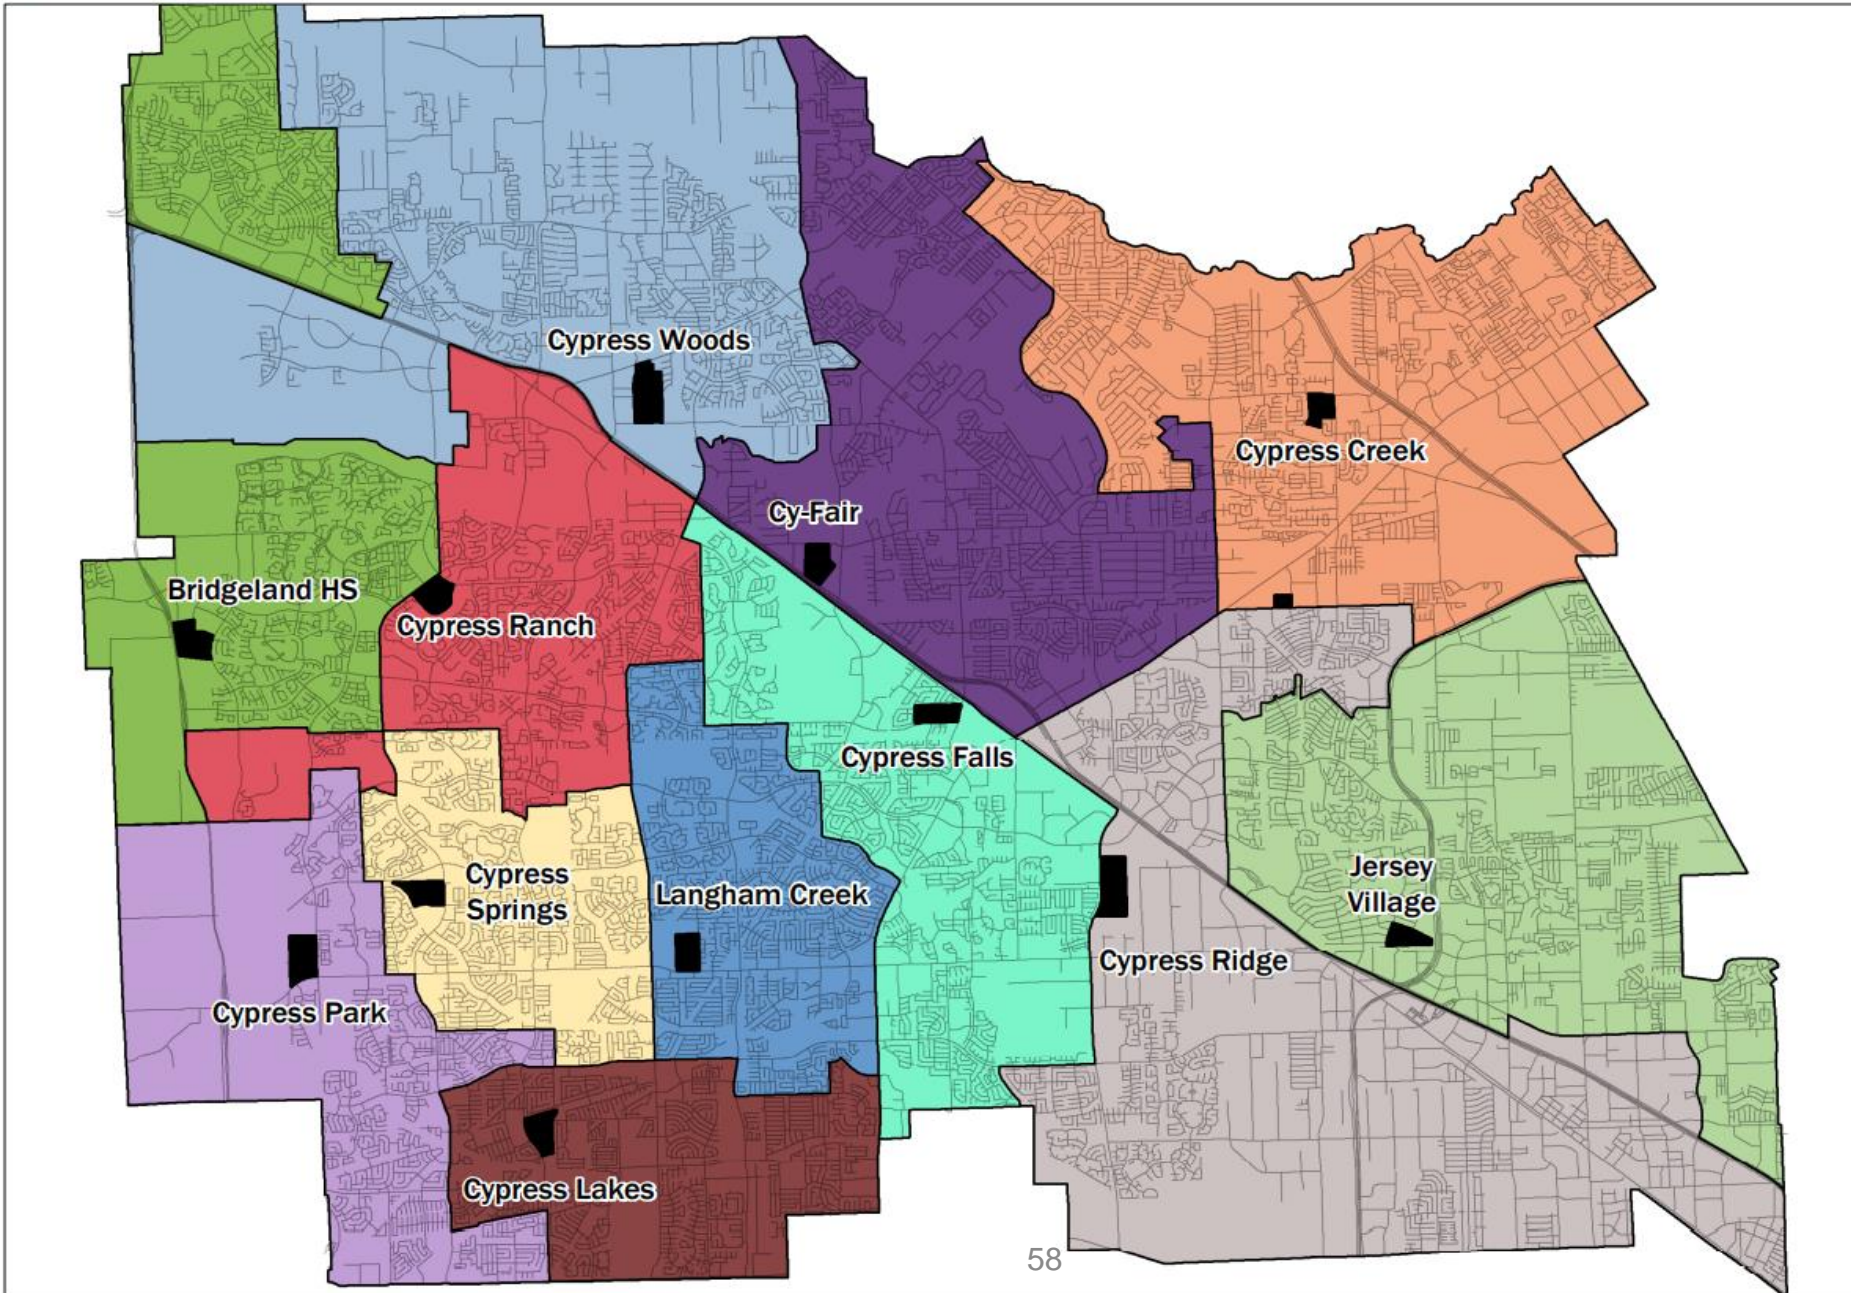 Cypress Woods
Cypress Creek
Cy-Fair
Bridgeland HS
Cypress Ranch
Cypress Falls
Cypress
Springs
Langham Creek
Jersey
Village
Cypress Ridge
Cypress Park
Cypress Lakes
58